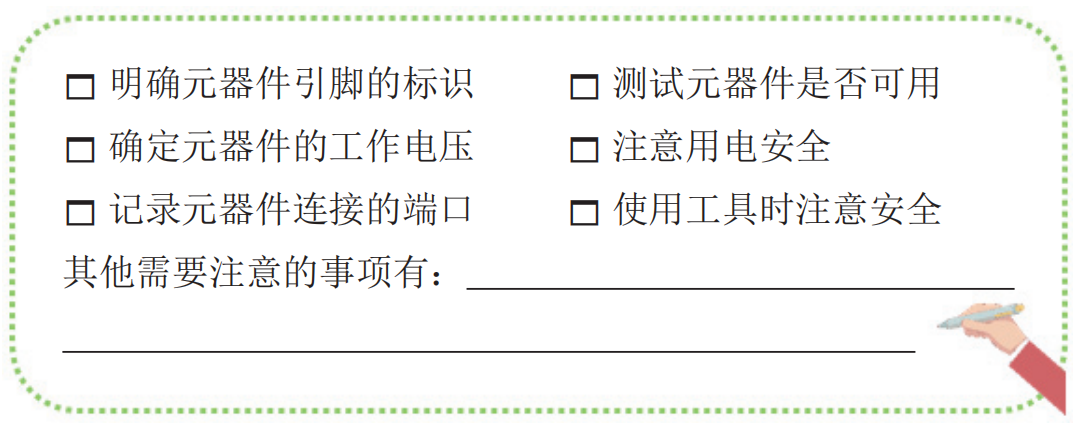 □ 明确元器件引脚的标识 □ 测试元器件是否可用
□ 确定元器件的工作电压 □ 注意用电安全
□ 记录元器件连接的端口 □ 使用工具时注意安全
其他需要注意的事项有：